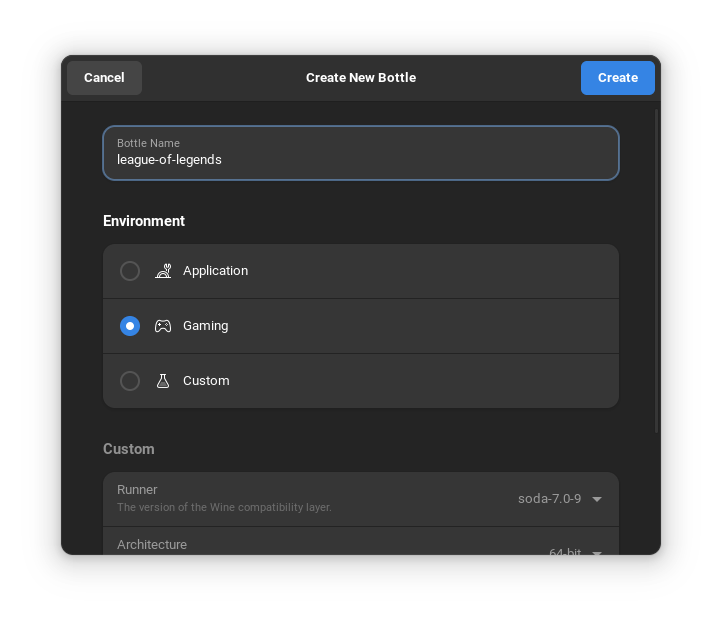 Cancel
Create New Bottle
Create
Bottle Name
league-of-legends
Environment
Application
Gaming
Custom
Custom
Runner
The version of the Wine compatibility layer.
soda-7.0-9
Architecture
64-bit